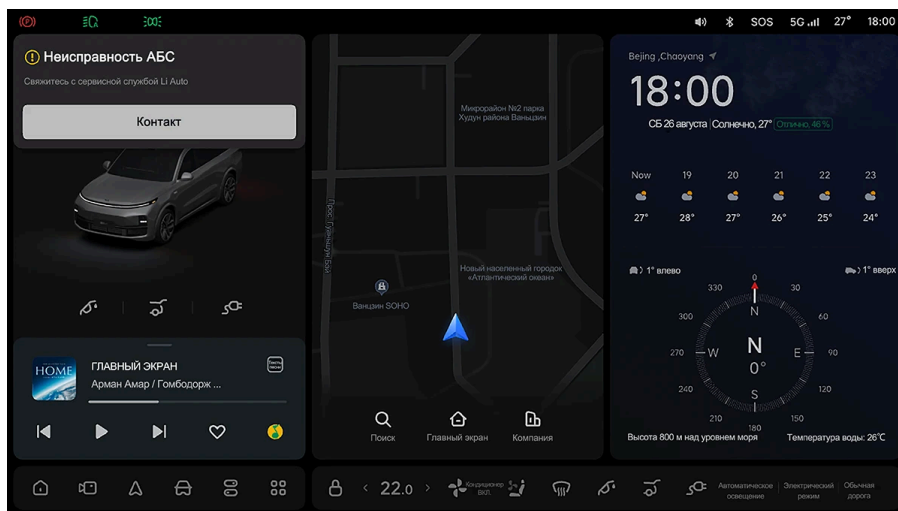 SOS 5G 27° 18:00
Неисправность АБС
Свяжитесь с сервисной службой Li Auto
Контакт
HOME
ГЛАВНЫЙ ЭКРАН
Арман Амар / Гомбодорж ...
Микрорайон №2 парка
Худун района Ванцзин
Новый населенный городок
«Атлантический океан»
Ванцзин SOHO
Поиск
Главный экран
Компания
Bejing ,Chaoyang
18:00
СБ 26 августа Солнечно, 27° Отлично, 46 %
Now 19 20 21 22 23
27° 28° 27° 26° 25° 24°
1° влево
1° вверх
0
330 30
300 N 60
270 W N E 90
0°
240 S 120
210 150
180
Высота 800 м над уровнем моря Температура воды: 26°C
22.0
Кондиционер
ВКЛ
Автоматическое
освещение
Электрический
режим
Обычная
дорога